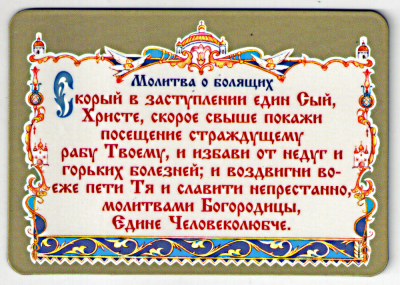 Молитва о болящих
Скорый в заступлении един Сый,
Христе, скорое свыше покажи
посещение страждущему
рабу Твоему, и избави от недуг и
горьких болезней; и воздвигни во-
еже пети Тя и славити непрестанно,
молитвами Богородицы,
Едине Человеколюбче.